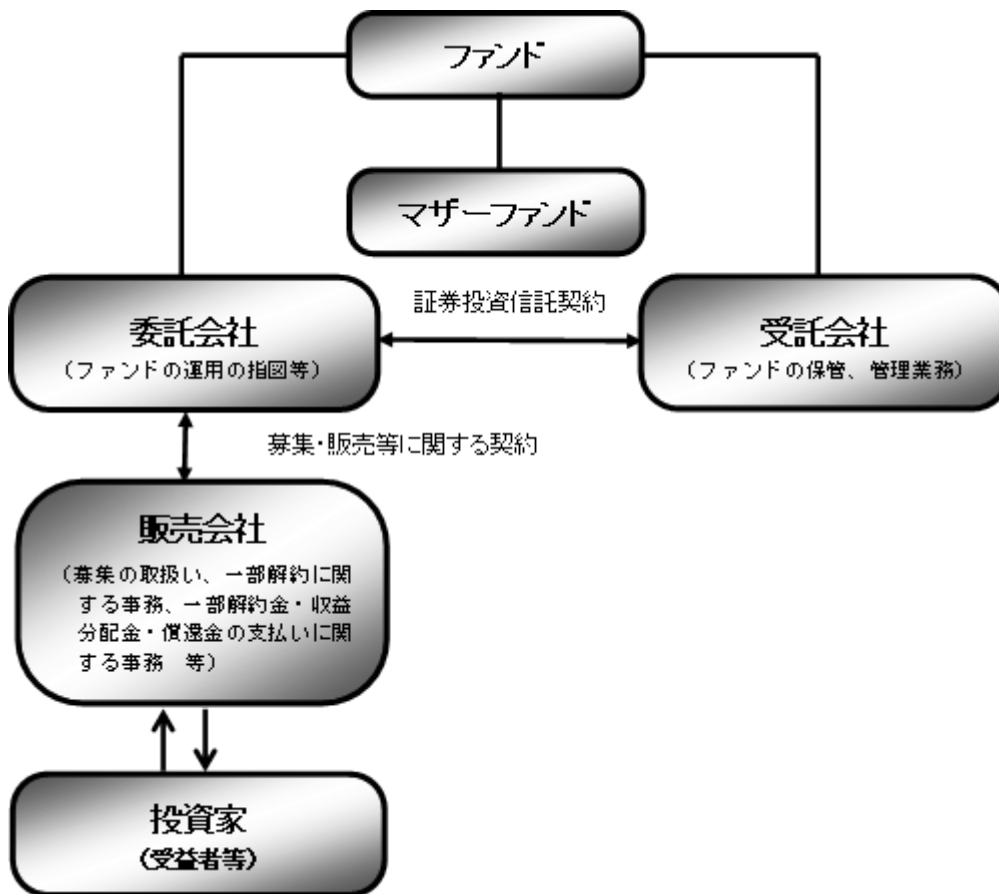 ファンド
マザーファンド
証券投資信託契約
委託会社
（ファンドの運用の指図等）
受託会社
（ファンドの保管、管理業務）
募集・販売等に関する契約
販売会社
（募集の取扱い、一部解約に関
する事務、一部解約金・収益
分配金・償還金の支払いに関
する事務　等）
投資家
（受益者等）